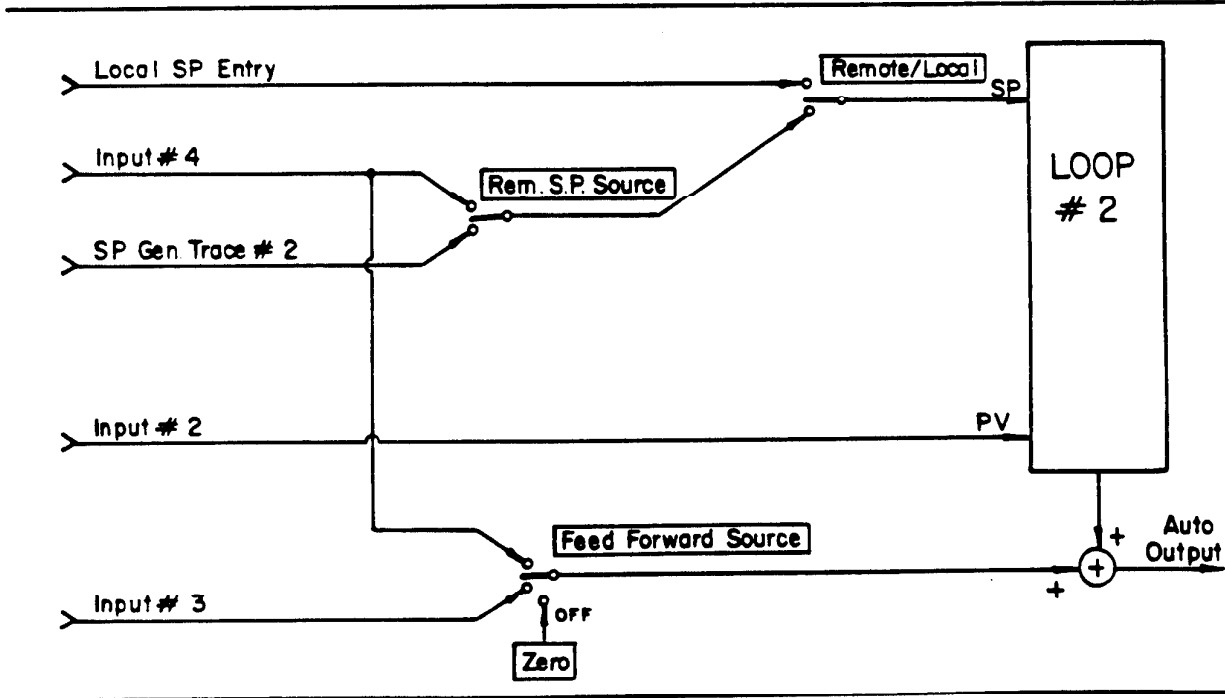 Local SP Entry
Remote/Local
SP
Input # 4
LOOP
# 2
Rem. S.P. Source
SP Gen. Trace # 2
Input # 2
PV
Feed Forward Source
+
Auto
Output
+
+
Input # 3
OFF
Zero